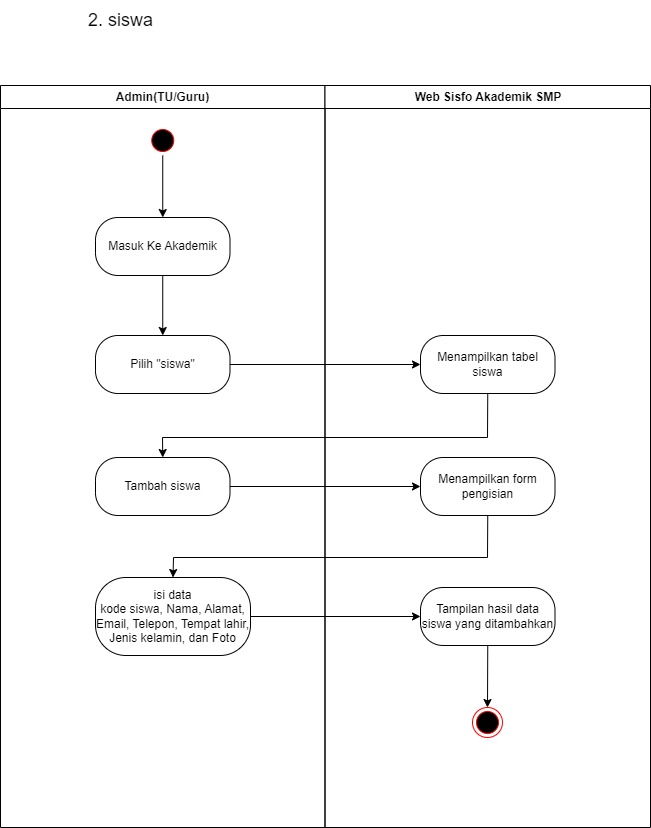 2. siswa
Admin(TU/Guru)
Web Sisfo Akademik SMP
Masuk Ke Akademik
Pilih "siswa"
Menampilkan tabel
siswa
Tambah siswa
Menampilkan form
pengisian
isi data
kode siswa, Nama, Alamat,
Email, Telepon, Tempat lahir,
Jenis kelamin, dan Foto
Tampilan hasil data
siswa yang ditambahkan